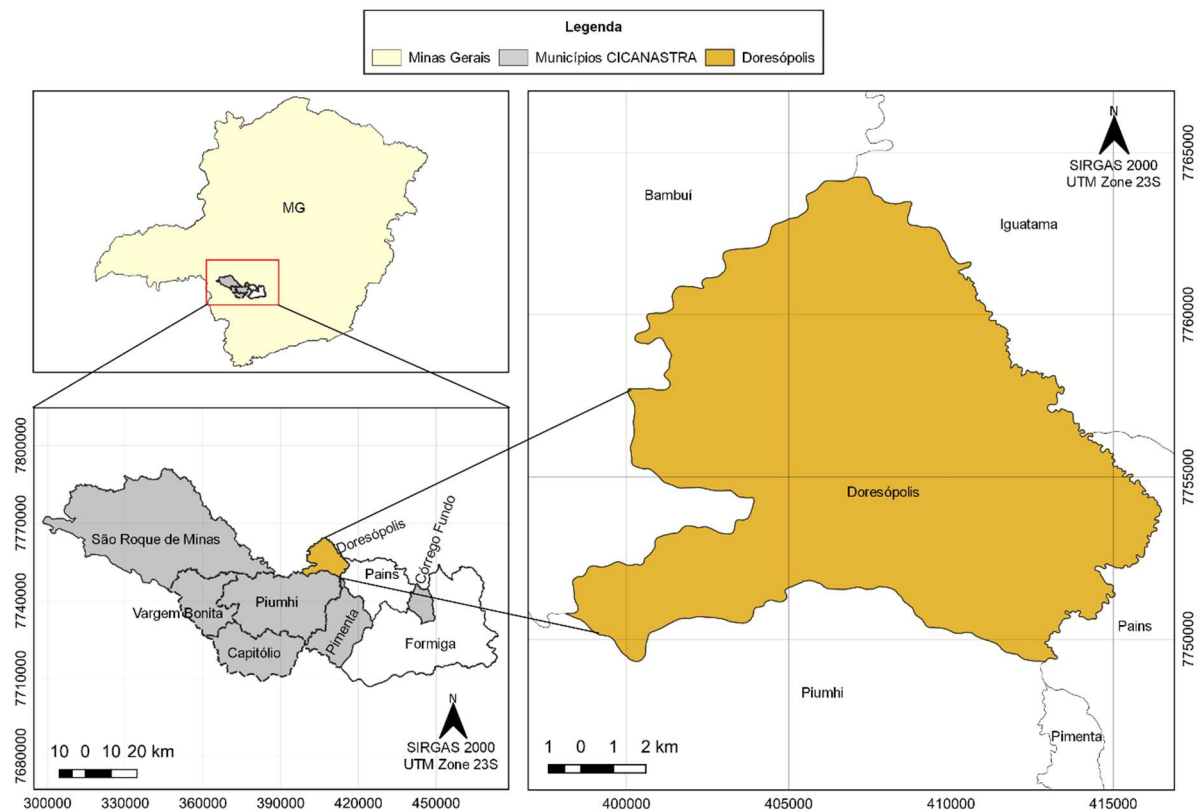 Legenda
Minas Gerais Municípios CICANASTRA Doresópolis
MG
7800000
7770000
7740000
7710000
7680000
São Roque de Minas
Doresópolis
Córrego Fundo
Pains
Piumhi
Vargem Bonita
Pimenta
Formiga
Capitólio
N
SIRGAS 2000
UTM Zone 23S
10 0 10 20 km
300000 330000 360000 390000 420000 450000
N
SIRGAS 2000
UTM Zone 23S
Bambuí
Iguatama
Doresópolis
Pains
Piumhi
Pimenta
1 0 1 2 km
7765000
7760000
7755000
7750000
400000 405000 410000 415000